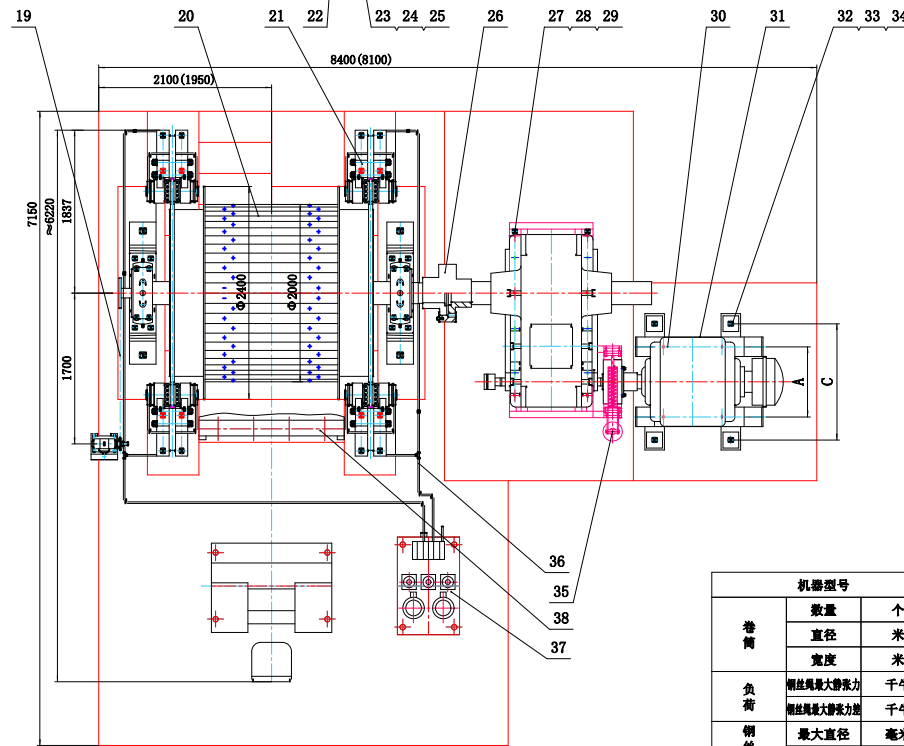 19 20 21 22 23 24 25 26 27 28 29 30 31 32 33 34
8400(8100)
2100(1950)
7150
≈6220
1837
1700
Φ2400
Φ2000
A
C
36
35
38
37
机器型号
卷筒
数量 个
直径 米
宽度 米
负荷
钢丝绳最大静张力 千牛
钢丝绳最大静张力差 千牛
钢丝
最大直径 毫米